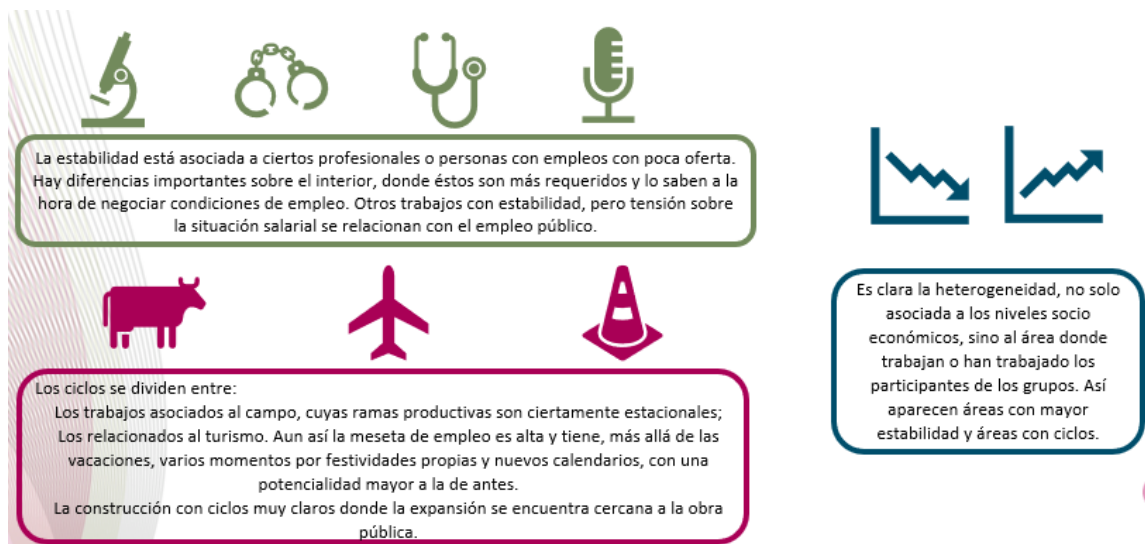 La estabilidad está asociada a ciertos profesionales o personas con empleos con poca oferta.
Hay diferencias importantes sobre el interior, donde éstos son más requeridos y lo saben a la
hora de negociar condiciones de empleo. Otros trabajos con estabilidad, pero tensión sobre
la situación salarial se relacionan con el empleo público.
Los ciclos se dividen entre:
Los trabajos asociados al campo, cuyas ramas productivas son ciertamente estacionales;
Los relacionados al turismo. Aun así la meseta de empleo es alta y tiene, más allá de las
vacaciones, varios momentos por festividades propias y nuevos calendarios, con una
potencialidad mayor a la de antes.
La construcción con ciclos muy claros donde la expansión se encuentra cercana a la obra
pública.
Es clara la heterogeneidad, no solo
asociada a los niveles socio
económicos, sino al área donde
trabajan o han trabajado los
participantes de los grupos. Así
aparecen áreas con mayor
estabilidad y áreas con ciclos.